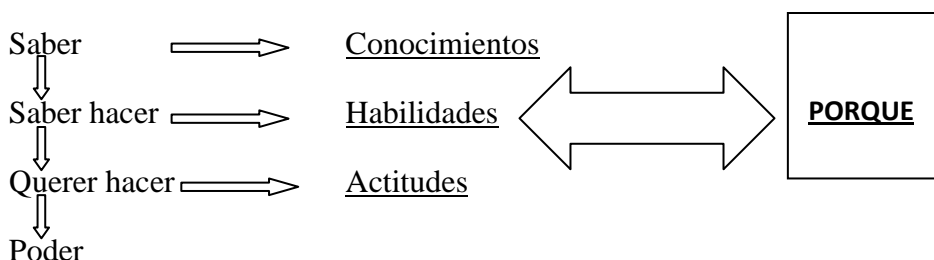 Saber Conocimientos
Saber hacer Habilidades PORQUE
Querer hacer Actitudes
Poder